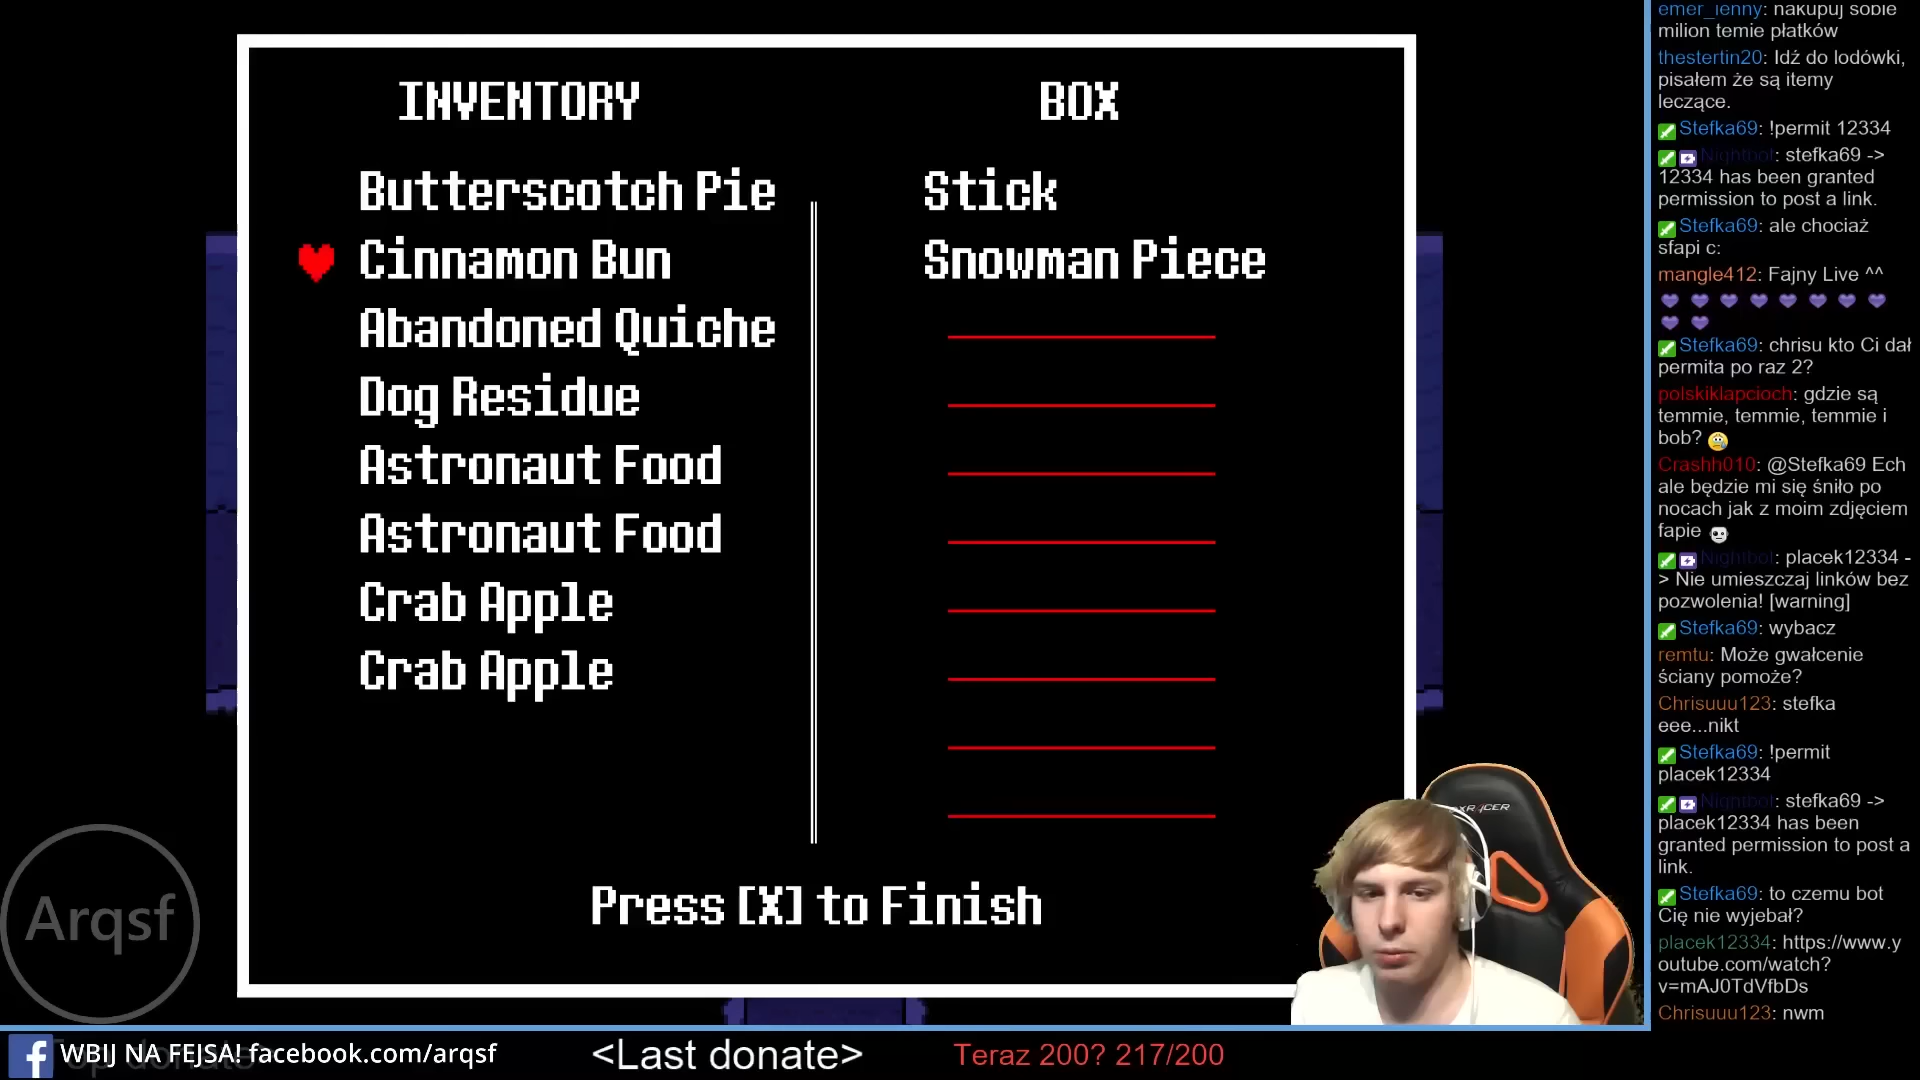 INVENTORY
BOX
Butterscotch Pie
Cinnamon Bun
Abandoned Quiche
Dog Residue
Astronaut Food
Astronaut Food
Crab Apple
Crab Apple
Stick
Snowman Piece
Press [X] to Finish
Arqsf
emer_ienny: nakupuj sobie
milion temie płatków
thestertin20: Idź do lodówki,
pisałem że są itemy
leczące.
Stefka69: !permit 12334
Nightbot: stefka69 ->
12334 has been granted
permission to post a link.
Stefka69: ale chociaż
sfapi c:
mangle412: Fajny Live ^^
Stefka69: chrisu kto Ci dał
permita po raz 2?
polskiklapcioch: gdzie są
temmie, temmie, temmie i
bob?
Crashh010: @Stefka69 Ech
ale będzie mi się śniło po
nocach jak z moim zdjęciem
fapie
Nightbot: placek12334 -
> Nie umieszczaj linków bez
pozwolenia! [warning]
Stefka69: wybacz
remtu: Może gwałcenie
ściany pomoże?
Chrisuuu123: stefka
eee...nikt
Stefka69: !permit
placek12334
Nightbot: stefka69 ->
placek12334 has been
granted permission to post a
link.
Stefka69: to czemu bot
Cię nie wyjebał?
placek12334: https://www.y
outube.com/watch?
v=mAJ0TdVfbDs
Chrisuuu123: nwm
WBIJ NA FEJSA! facebook.com/arqsf
<Last donate>
Teraz 200? 217/200